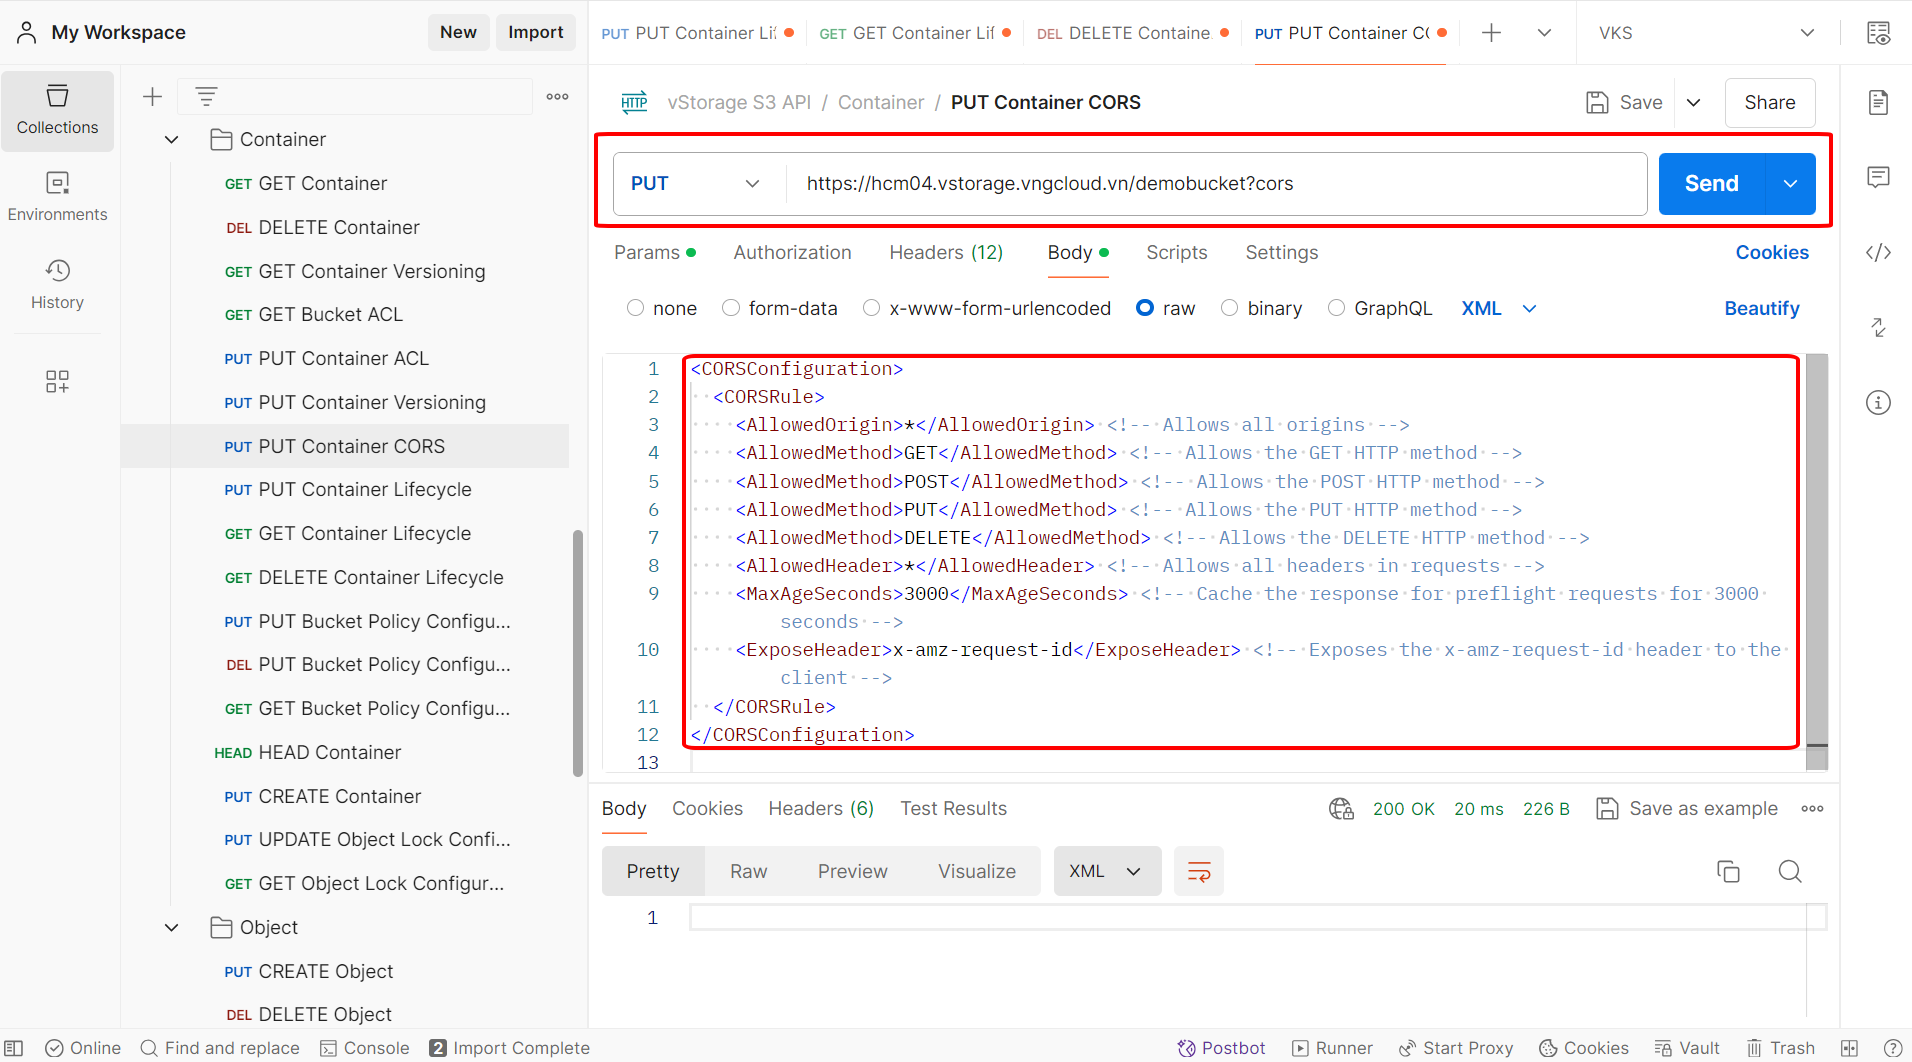 My Workspace
New
Import
PUT PUT Container Li
GET GET Container Lif
DEL DELETE Containe
PUT PUT Container C
VKS
Collections
Environments
History
Container
GET GET Container
DEL DELETE Container
GET GET Container Versioning
GET GET Bucket ACL
PUT PUT Container ACL
PUT PUT Container Versioning
PUT PUT Container CORS
PUT PUT Container Lifecycle
GET GET Container Lifecycle
GET DELETE Container Lifecycle
PUT PUT Bucket Policy Configu...
DEL PUT Bucket Policy Configu...
GET GET Bucket Policy Configu...
HEAD HEAD Container
PUT CREATE Container
PUT UPDATE Object Lock Confi...
GET GET Object Lock Configur...
Object
PUT CREATE Object
DEL DELETE Object
HTTP vStorage S3 API / Container / PUT Container CORS
Save
Share
PUT https://hcm04.vstorage.vngcloud.vn/demobucket?cors
Send
Params Authorization Headers (12) Body Scripts Settings Cookies
none form-data x-www-form-urlencoded raw binary GraphQL XML Beautify
1 <CORSConfiguration>
2 <CORSRule>
3 <AllowedOrigin>*</AllowedOrigin> <!-- Allows all origins -->
4 <AllowedMethod>GET</AllowedMethod> <!-- Allows the GET HTTP method -->
5 <AllowedMethod>POST</AllowedMethod> <!-- Allows the POST HTTP method -->
6 <AllowedMethod>PUT</AllowedMethod> <!-- Allows the PUT HTTP method -->
7 <AllowedMethod>DELETE</AllowedMethod> <!-- Allows the DELETE HTTP method -->
8 <AllowedHeader>*</AllowedHeader> <!-- Allows all headers in requests -->
9 <MaxAgeSeconds>3000</MaxAgeSeconds> <!-- Cache the response for preflight requests for 3000
seconds -->
10 <ExposeHeader>x-amz-request-id</ExposeHeader> <!-- Exposes the x-amz-request-id header to the
client -->
11 </CORSRule>
12 </CORSConfiguration>
13
Body Cookies Headers (6) Test Results
200 OK 20 ms 226 B Save as example
Pretty Raw Preview Visualize XML
1
Online Find and replace Console 2 Import Complete
Postbot Runner Start Proxy Cookies Vault Trash